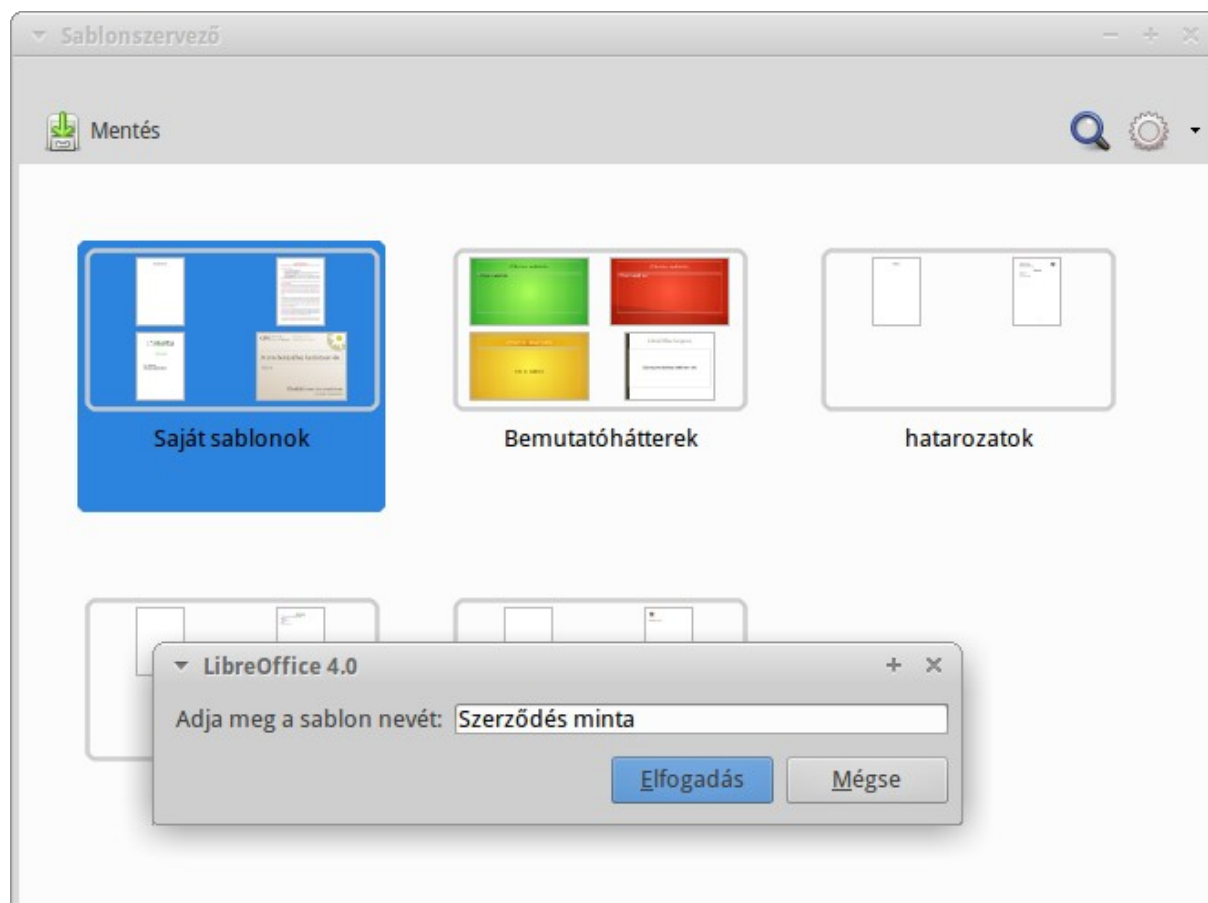 Sablonszervező
Mentés
Saját sablonok
Bemutatóhátterek
hatarozatok
LibreOffice 4.0
Adja meg a sablon nevét: Szerződés minta
Elfogadás
Mégse